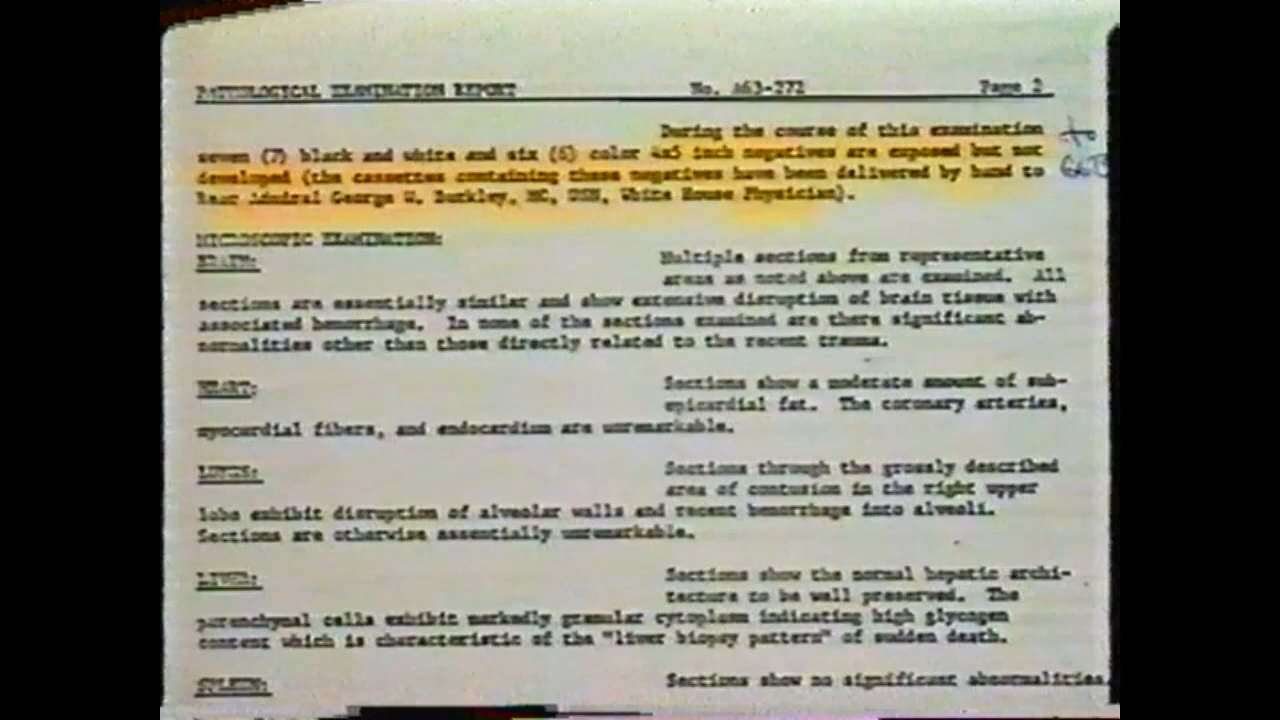 PATHOLOGICAL EXAMINATION REPORT No. A63-272 Page 2
During the course of this examination
seven (7) black and white and six (6) color 4x5 inch negatives are exposed but not
developed (the cassettes containing these negatives have been delivered by hand to
Rear Admiral George W. Burkley, MC, USN, White House Physician).
to
MICROSCOPIC EXAMINATION:
BRAIN:
Multiple sections from representative
areas as noted above are examined. All
sections are essentially similar and show extensive disruption of brain tissue with
associated hemorrhage. In none of the sections examined are there significant ab-
normalities other than those directly related to the recent trauma.
HEART:
Sections show a moderate amount of sub-
epicardial fat. The coronary arteries,
myocardial fibers, and endocardium are unremarkable.
LUNGS:
Sections through the grossly described
area of contusion in the right upper
lobe exhibit disruption of alveolar walls and recent hemorrhage into alveoli.
Sections are otherwise essentially unremarkable.
LIVER:
Sections show the normal hepatic archi-
tecture to be well preserved. The
parenchymal cells exhibit markedly granular cytoplasm indicating high glycogen
content which is characteristic of the "liver biopsy pattern" of sudden death.
SPLEEN:
Sections show no significant abnormalities.